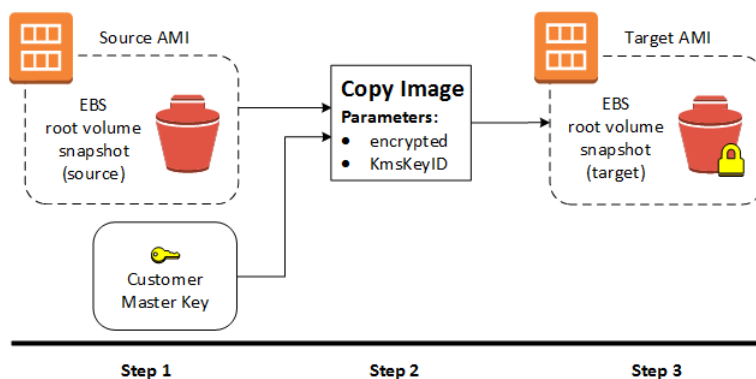 Source AMI
EBS
root volume
snapshot
(source)
Customer
Master Key
Copy Image
Parameters:
• encrypted
• KmsKeyID
Target AMI
EBS
root volume
snapshot
(target)
Step 1
Step 2
Step 3